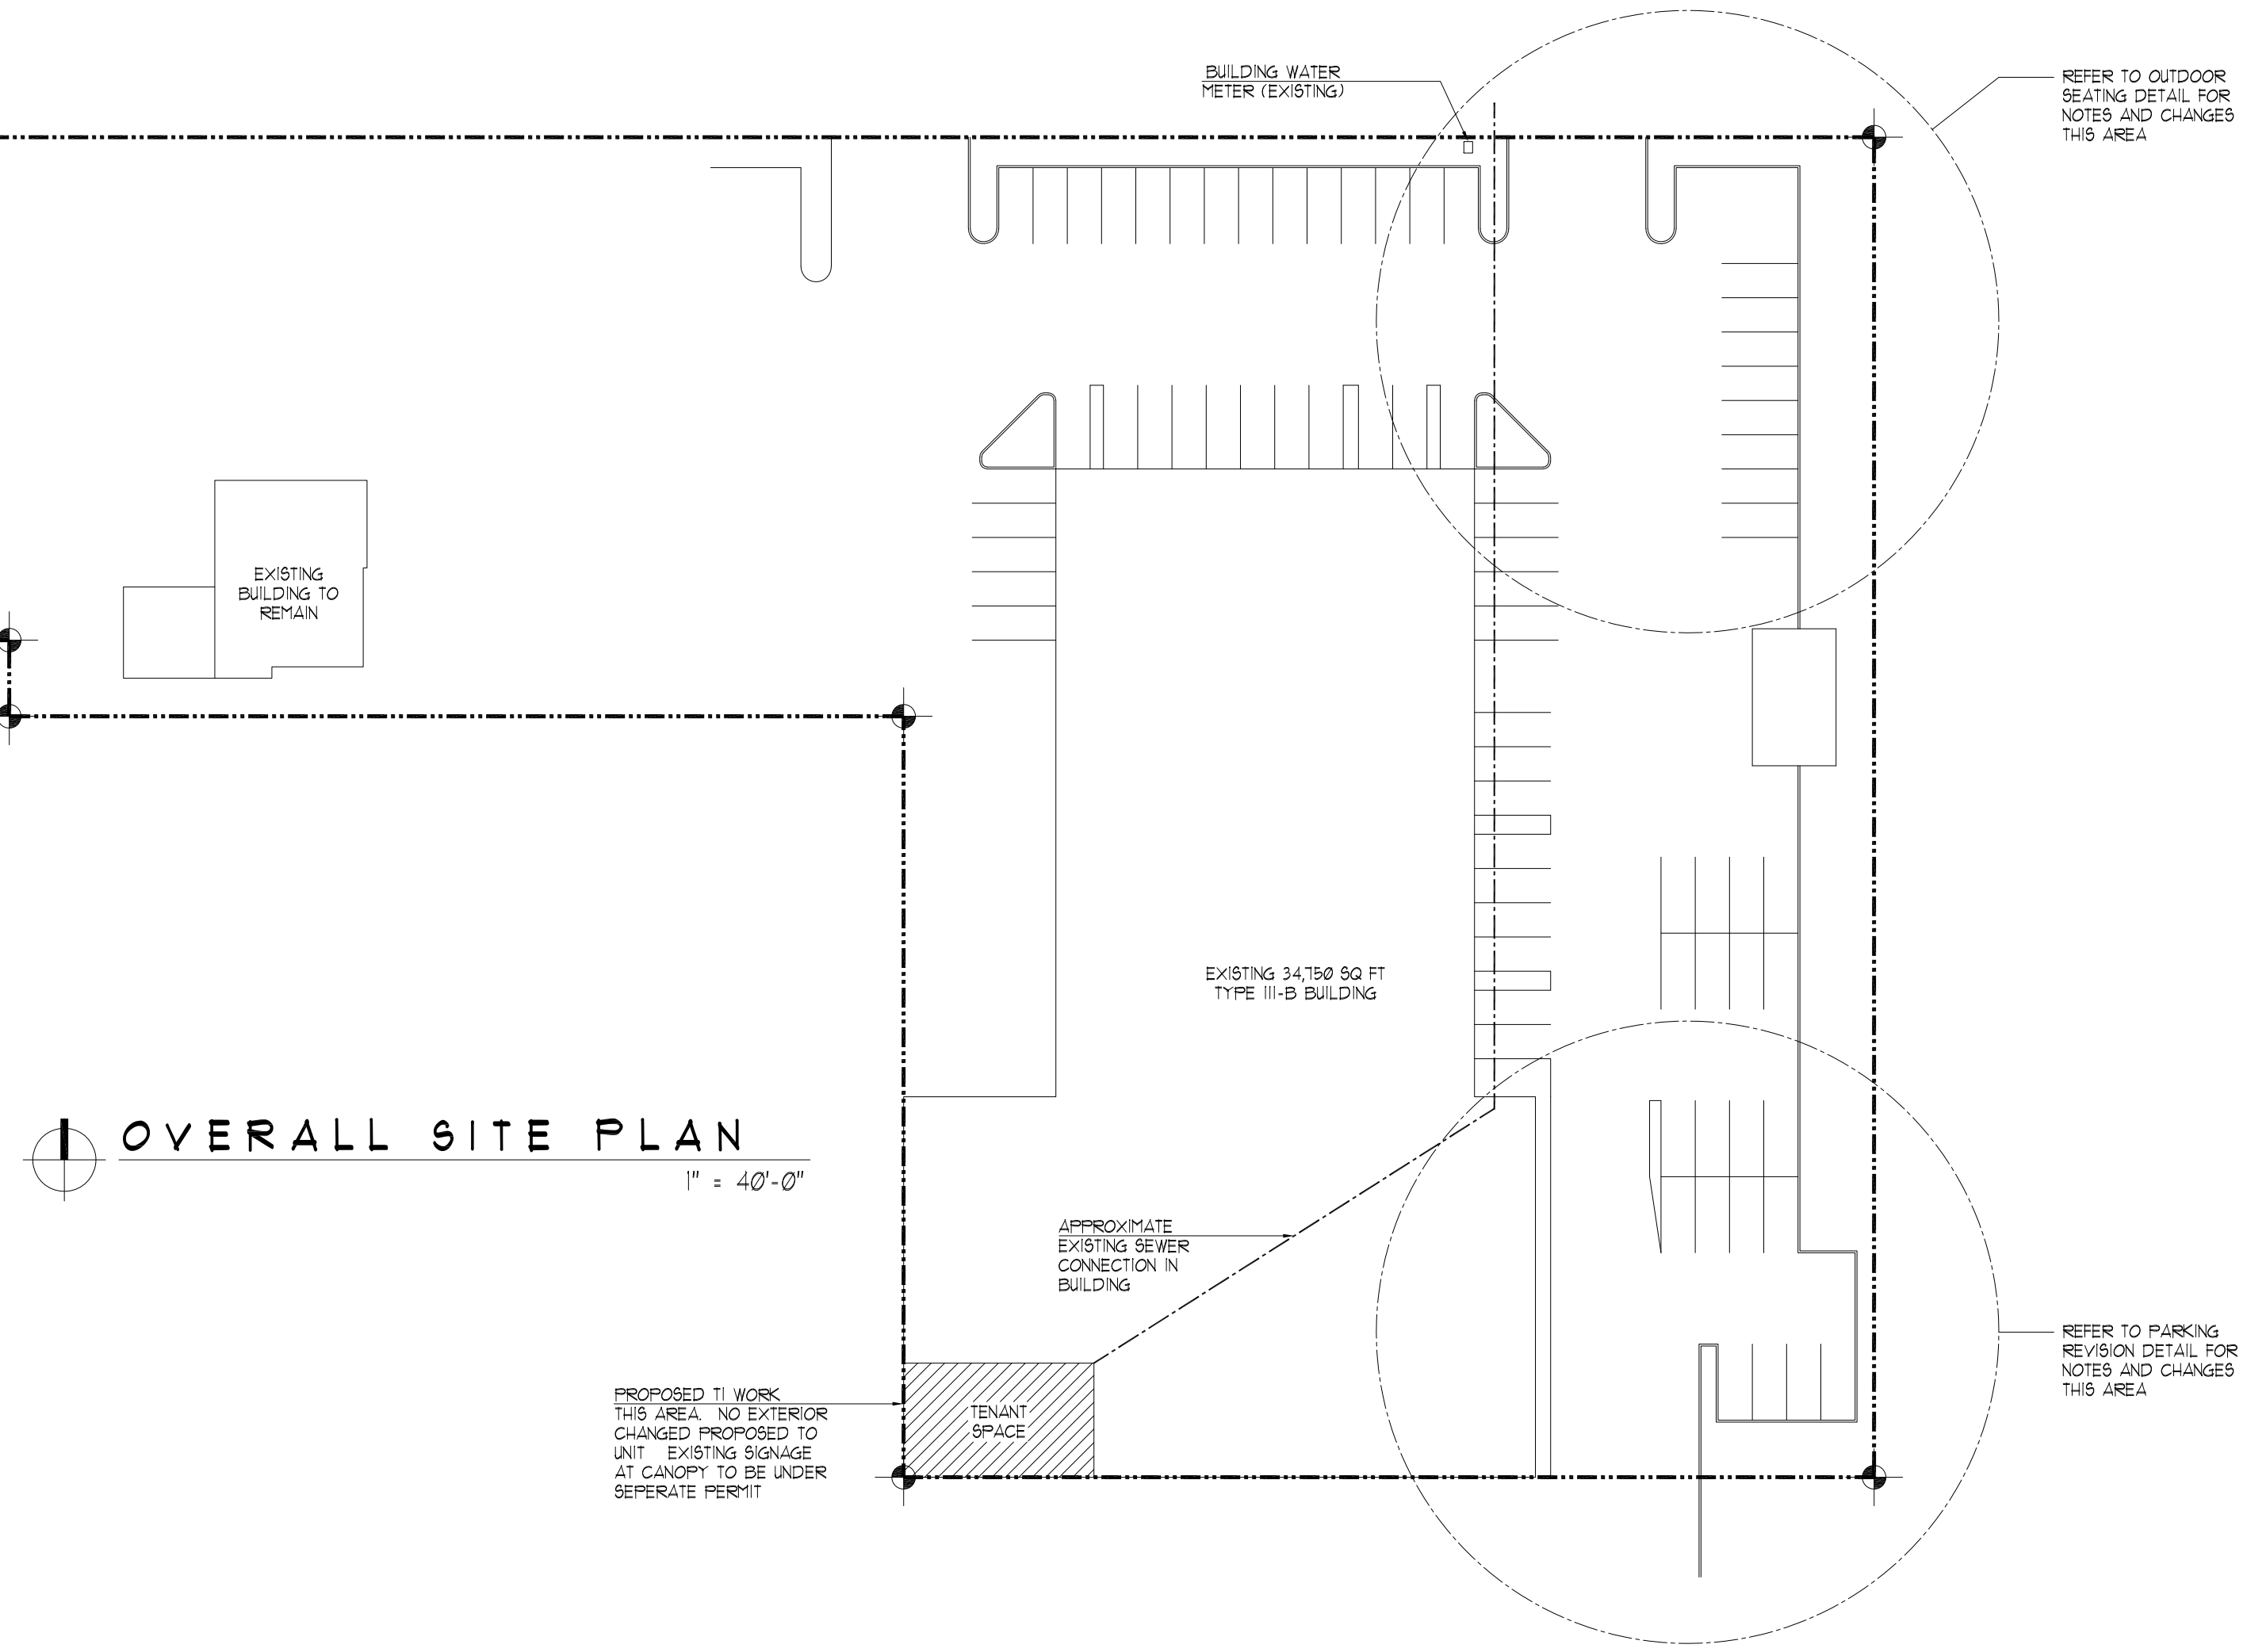 BUILDING WATER
METER (EXISTING)
REFER TO OUTDOOR
SEATING DETAIL FOR
NOTES AND CHANGES
THIS AREA
EXISTING
BUILDING TO
REMAIN
EXISTING 34,750 SQ FT
TYPE III-B BUILDING
OVERALL SITE PLAN
1" = 40'-0"
APPROXIMATE
EXISTING SEWER
CONNECTION IN
BUILDING
REFER TO PARKING
REVISION DETAIL FOR
NOTES AND CHANGES
THIS AREA
PROPOSED TI WORK
THIS AREA. NO EXTERIOR
CHANGED PROPOSED TO
UNIT EXISTING SIGNAGE
AT CANOPY TO BE UNDER
SEPERATE PERMIT
TENANT
SPACE